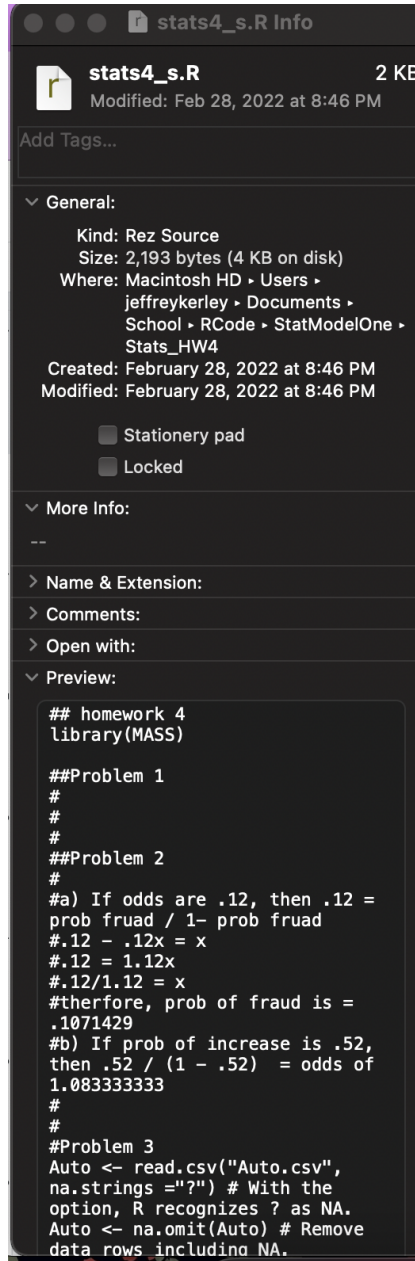 stats4_s.R Info
stats4_s.R 2 KB
Modified: Feb 28, 2022 at 8:46 PM
Add Tags...
General:
Kind: Rez Source
Size: 2,193 bytes (4 KB on disk)
Where: Macintosh HD ▸ Users ▸
jeffreykerley ▸ Documents ▸
School ▸ RCode ▸ StatModelOne ▸
Stats_HW4
Created: February 28, 2022 at 8:46 PM
Modified: February 28, 2022 at 8:46 PM
Stationery pad
Locked
More Info:
--
Name & Extension:
Comments:
Open with:
Preview:
## homework 4
library(MASS)
##Problem 1
#
#
#
##Problem 2
#
#a) If odds are .12, then .12 =
prob fruad / 1- prob fruad
#.12 - .12x = x
#.12 = 1.12x
#.12/1.12 = x
#therfore, prob of fraud is =
.1071429
#b) If prob of increase is .52,
then .52 / (1 - .52)  = odds of
1.083333333
#
#
#Problem 3
Auto <- read.csv("Auto.csv",
na.strings ="?") # With the
option, R recognizes ? as NA.
Auto <- na.omit(Auto) # Remove
data rows including NA.